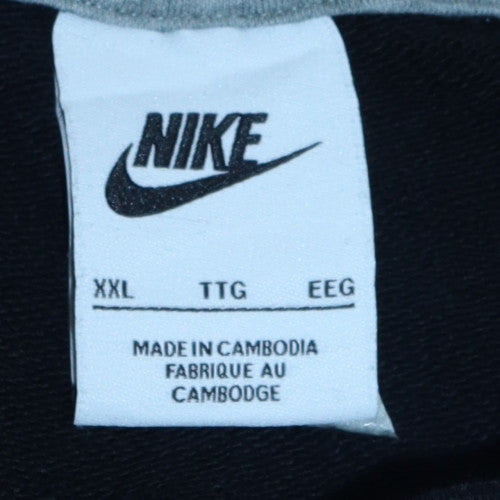 NIKE
XXL TTG EEG
MADE IN CAMBODIA
FABRIQUE AU
CAMBODGE